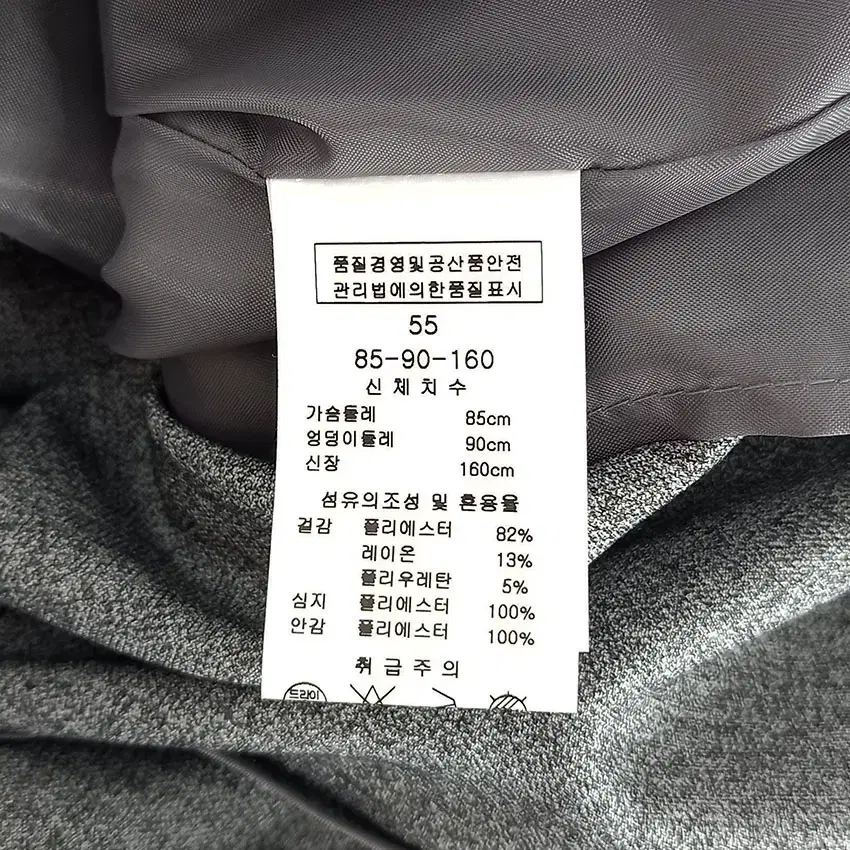 품질경영및공산품안전
관리법에의한품질표시
55
85-90-160
신체치수
가슴둘레 85cm
엉덩이둘레 90cm
신장 160cm
섬유의조성 및 혼용율
겉감 폴리에스터 82%
레이온 13%
폴리우레탄 5%
심지 폴리에스터 100%
안감 폴리에스터 100%
취급주의
드라이